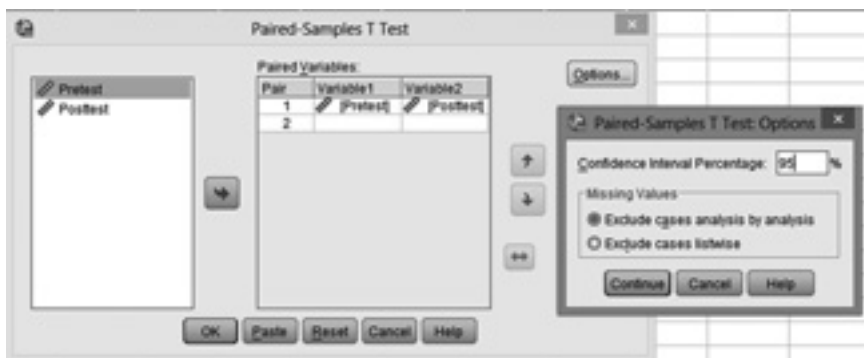 Paired-Samples T Test
Paired Variables:
Options...
Pretest
Posttest
Pair Variable1 Variable2
1 [Pretest] [Posttest]
2
OK Paste Reset Cancel Help
Paired-Samples T Test: Options
Confidence Interval Percentage: 95 %
Missing Values
Exclude cases analysis by analysis
Exclude cases listwise
Continue Cancel Help